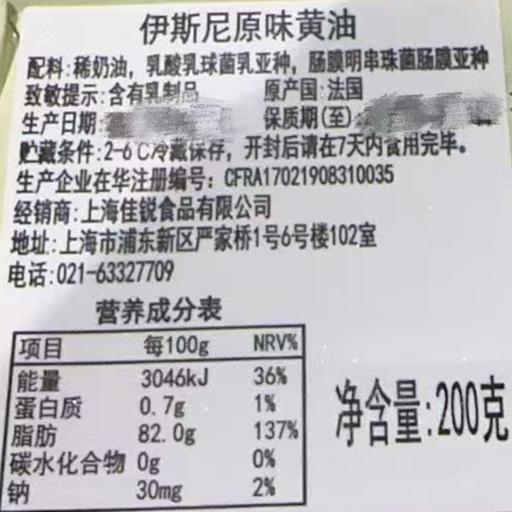 伊斯尼原味黄油
配料:稀奶油, 乳酸乳球菌乳亚种, 肠膜明串珠菌肠膜亚种
致敏提示:含有乳制品 原产国:法国
生产日期: 保质期(至):
贮藏条件:2-6℃冷藏保存, 开封后请在7天内食用完毕。
生产企业在华注册编号: CFRA17021908310035
经销商:上海佳锐食品有限公司
地址:上海市浦东新区严家桥1号6号楼102室
电话:021-63327709
营养成分表
项目 每100g NRV%
能量 3046kJ 36%
蛋白质 0.7g 1%
脂肪 82.0g 137%
碳水化合物 0g 0%
钠 30mg 2%
净含量:200克